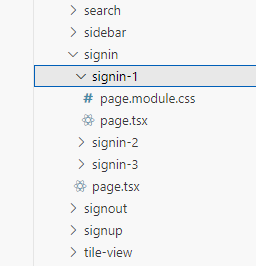 search
sidebar
signin
signin-1
# page.module.css
page.tsx
signin-2
signin-3
page.tsx
signout
signup
tile-view